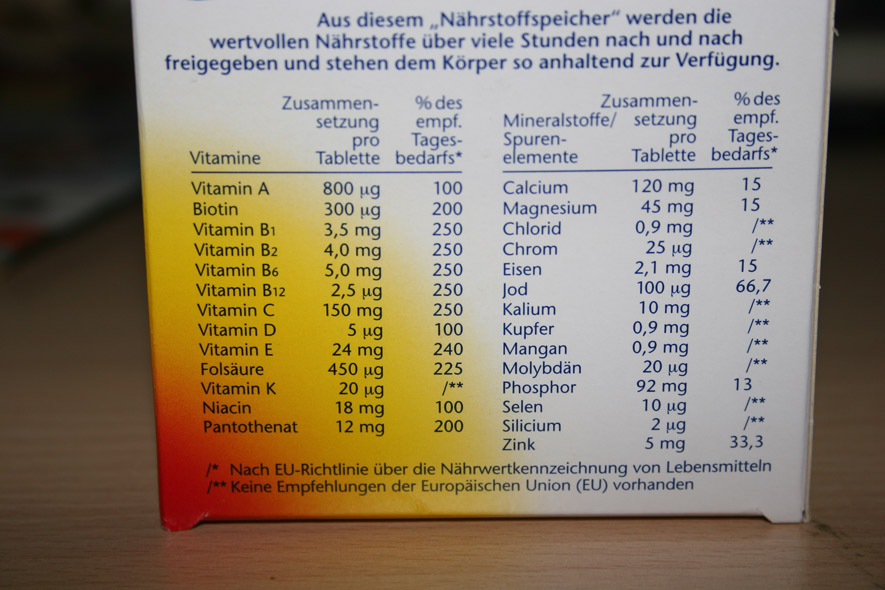 Aus diesem „Nährstoffspeicher“ werden die
wertvollen Nährstoffe über viele Stunden nach und nach
freigegeben und stehen dem Körper so anhaltend zur Verfügung.
Vitamine Zusammen-
setzung
pro
Tablette % des
empf.
Tages-
bedarfs*
Vitamin A 800 µg 100
Biotin 300 µg 200
Vitamin B1 3,5 mg 250
Vitamin B2 4,0 mg 250
Vitamin B6 5,0 mg 250
Vitamin B12 2,5 µg 250
Vitamin C 150 mg 250
Vitamin D 5 µg 100
Vitamin E 24 mg 240
Folsäure 450 µg 225
Vitamin K 20 µg /**
Niacin 18 mg 100
Pantothenat 12 mg 200
Mineralstoffe/
Spuren-
elemente Zusammen-
setzung
pro
Tablette % des
empf.
Tages-
bedarfs*
Calcium 120 mg 15
Magnesium 45 mg 15
Chlorid 0,9 mg /**
Chrom 25 µg /**
Eisen 2,1 mg 15
Jod 100 µg 66,7
Kalium 10 mg /**
Kupfer 0,9 mg /**
Mangan 0,9 mg /**
Molybdän 20 µg /**
Phosphor 92 mg 13
Selen 10 µg /**
Silicium 2 µg /**
Zink 5 mg 33,3
/* Nach EU-Richtlinie über die Nährwertkennzeichnung von Lebensmitteln
/** Keine Empfehlungen der Europäischen Union (EU) vorhanden